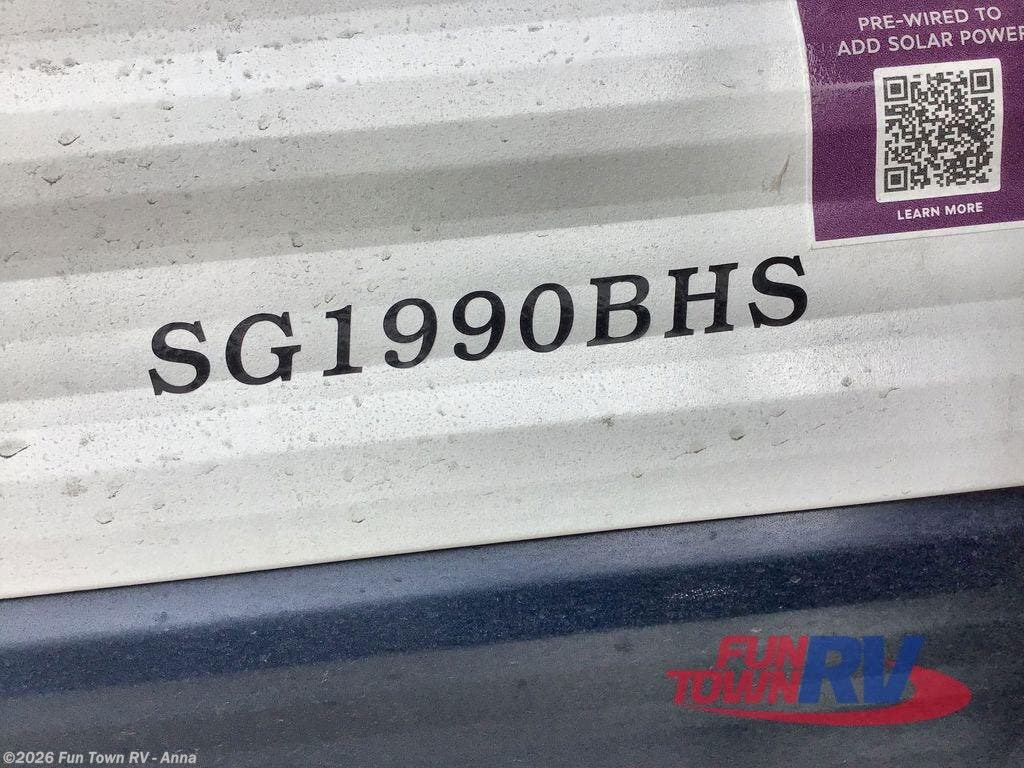 PRE-WIRED TO
ADD SOLAR POWER
LEARN MORE
SG1990BHS
FUN
TOWN RV
©2026 Fun Town RV - Anna